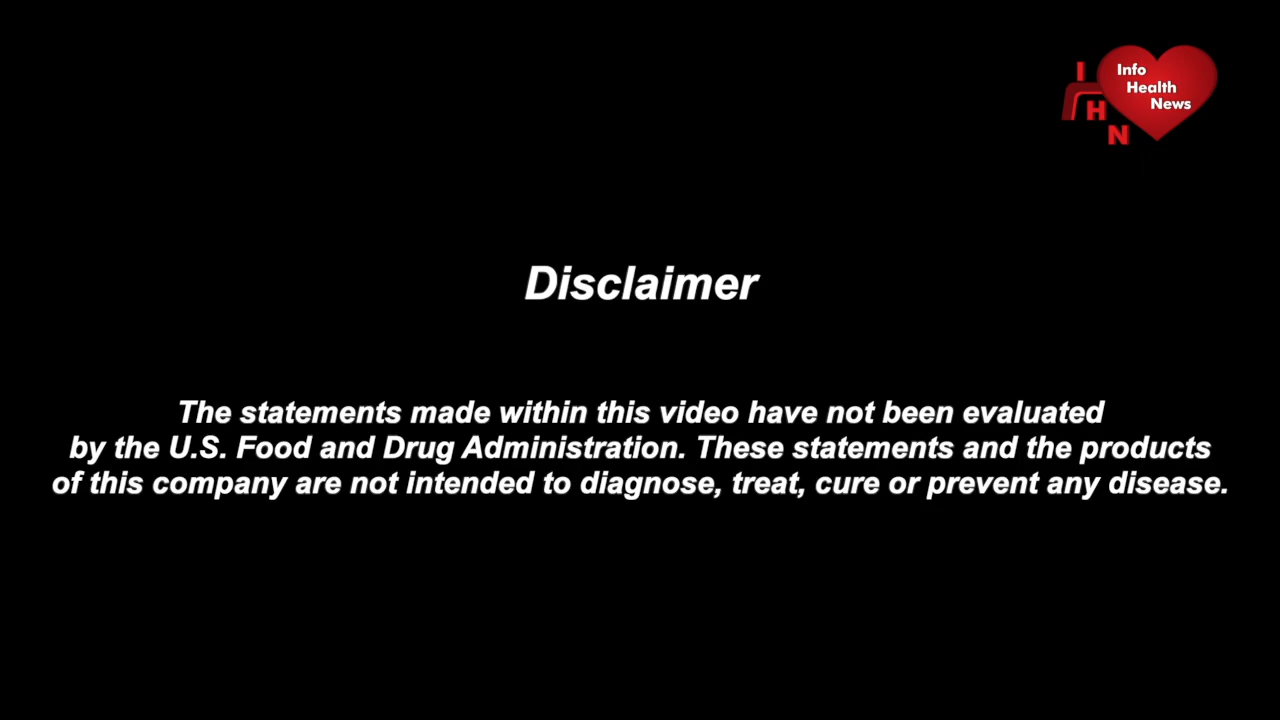 I
H
N
Info
Health
News
Disclaimer
The statements made within this video have not been evaluated
by the U.S. Food and Drug Administration. These statements and the products
of this company are not intended to diagnose, treat, cure or prevent any disease.